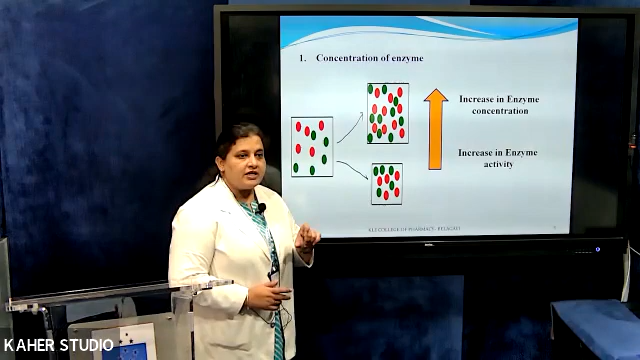 1. Concentration of enzyme
Increase in Enzyme
concentration
Increase in Enzyme
activity
KLE COLLEGE OF PHARMACY, BELAGAVI
KAHER STUDIO